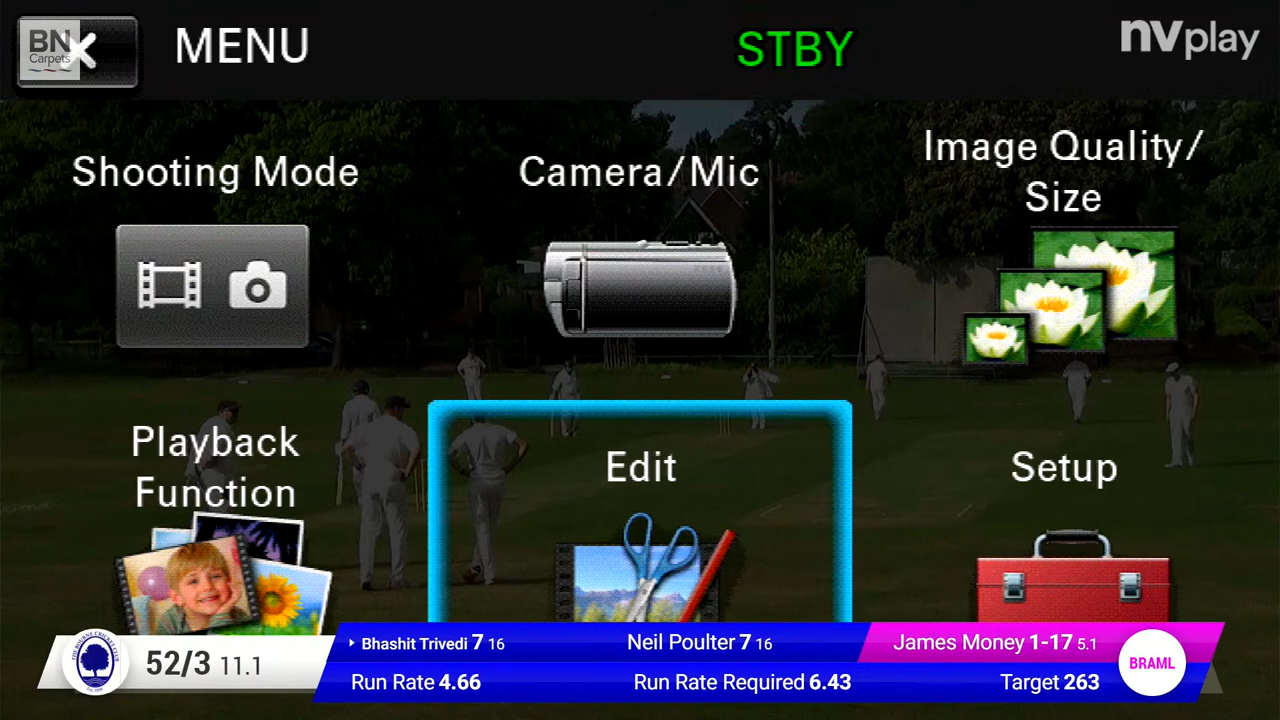 BN
Carpets
MENU
STBY
nvplay
Shooting Mode
Camera/Mic
Image Quality/
Size
Playback
Function
Edit
Setup
52/3 11.1
Bhashit Trivedi 7 16
Neil Poulter 7 16
James Money 1-17 5.1
BRAML
Run Rate 4.66
Run Rate Required 6.43
Target 263